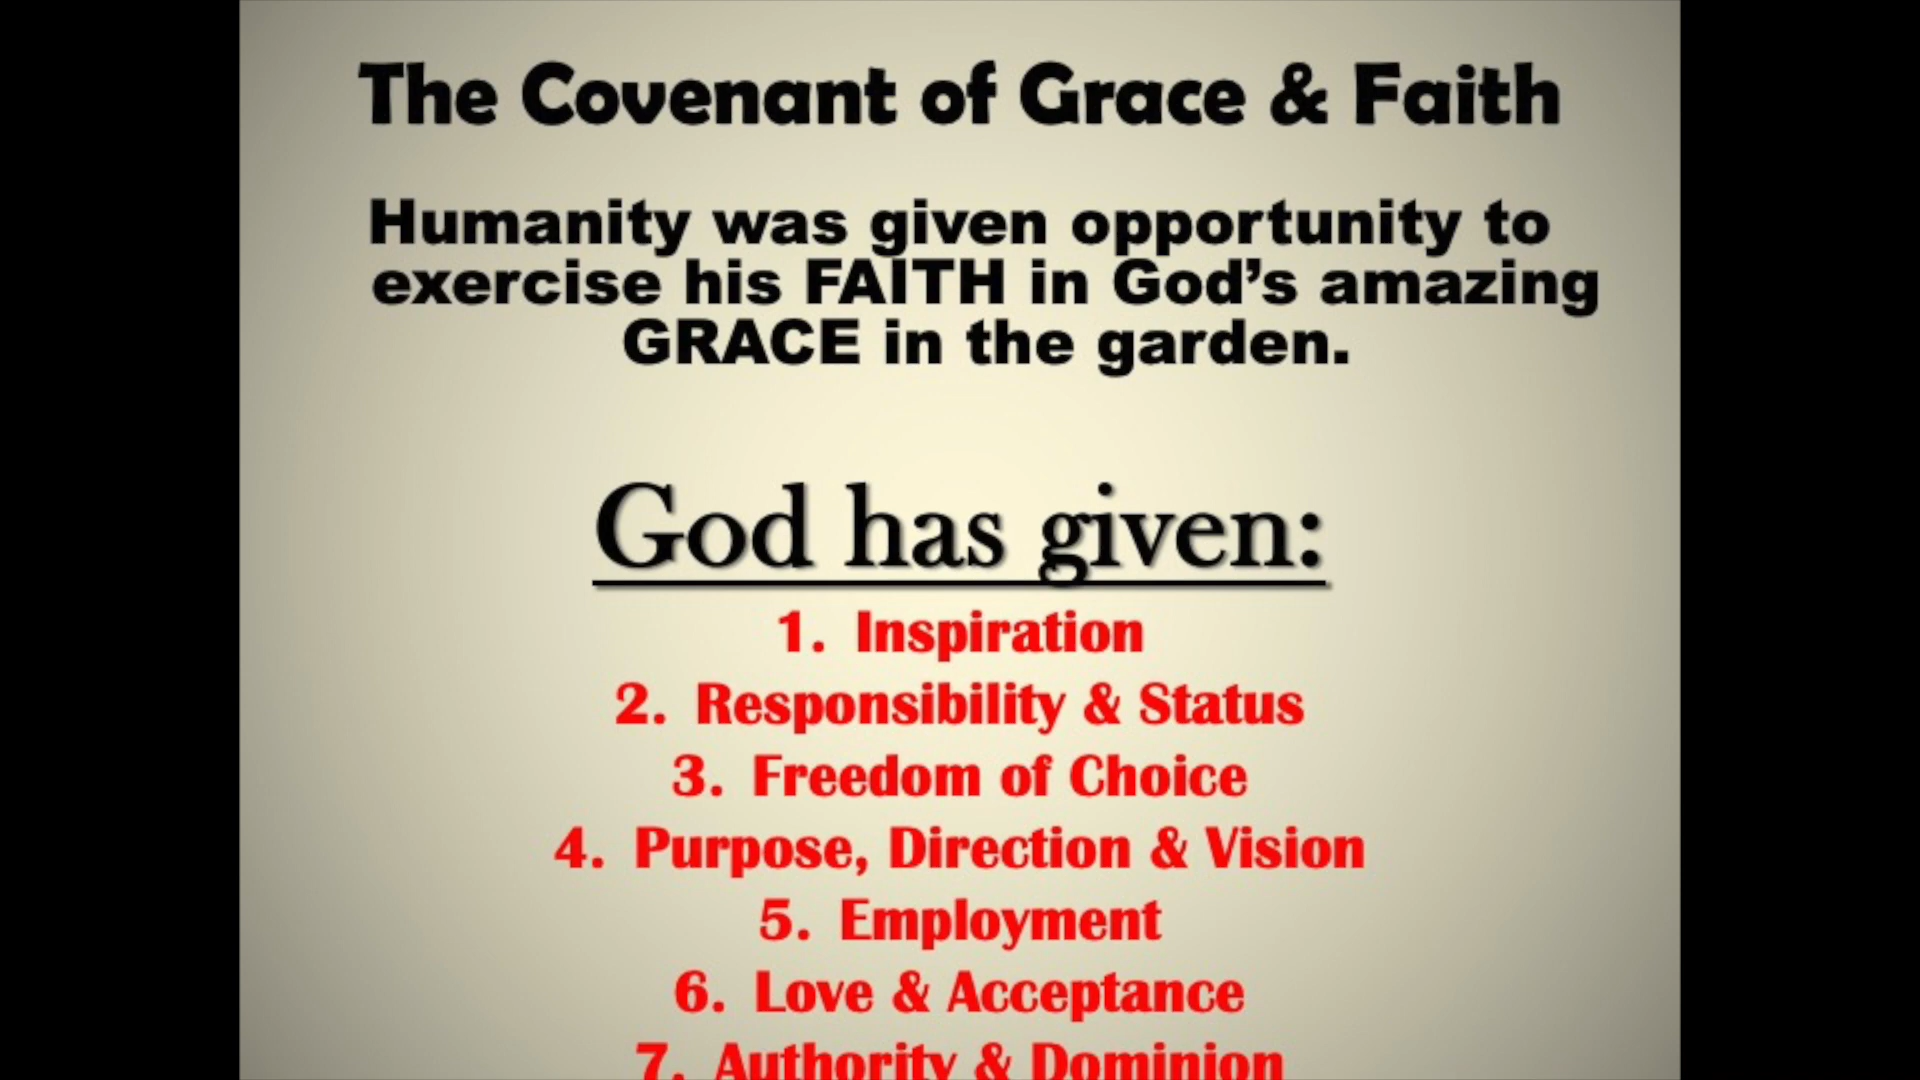 The Covenant of Grace & Faith
Humanity was given opportunity to
exercise his FAITH in God’s amazing
GRACE in the garden.
God has given:
1. Inspiration
2. Responsibility & Status
3. Freedom of Choice
4. Purpose, Direction & Vision
5. Employment
6. Love & Acceptance
7. Authority & Dominion